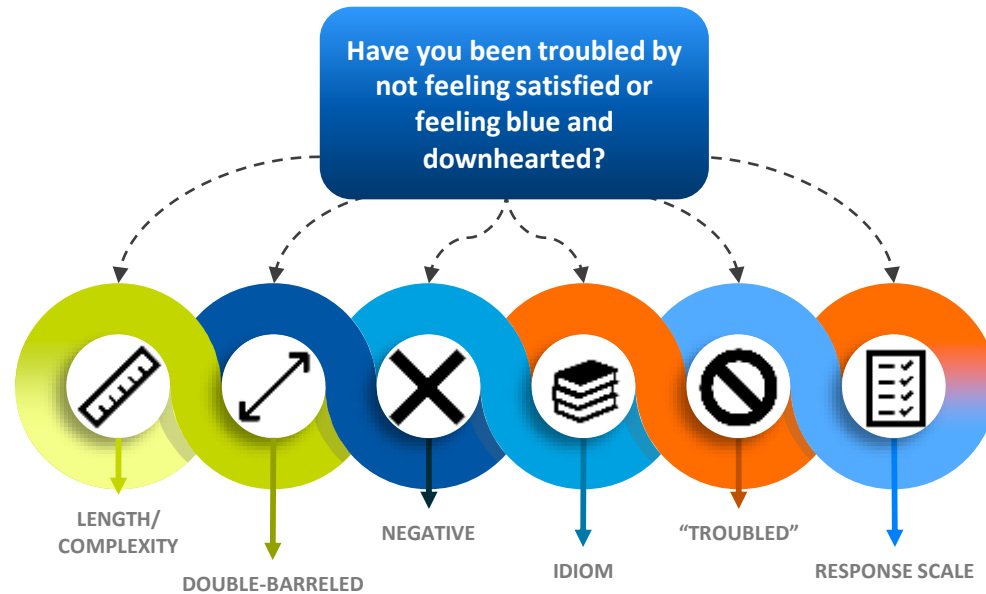 Have you been troubled by
not feeling satisfied or
feeling blue and
downhearted?
LENGTH/
COMPLEXITY
DOUBLE-BARRELED
NEGATIVE
IDIOM
“TROUBLED”
RESPONSE SCALE